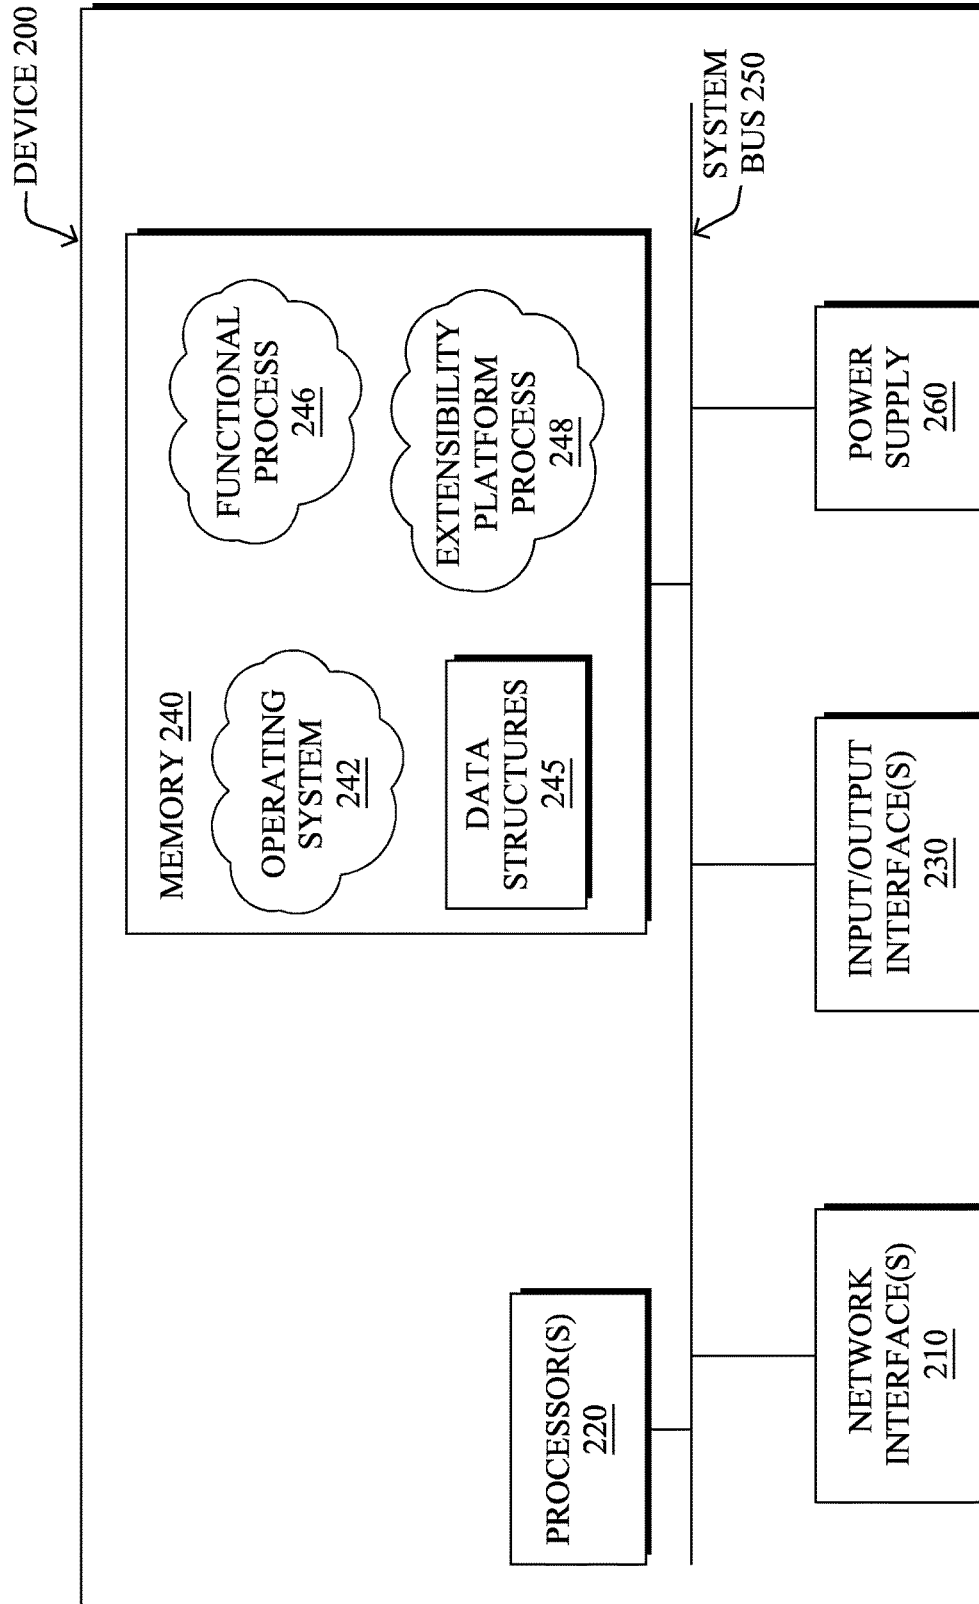 DEVICE 200
MEMORY 240
OPERATING
SYSTEM
242
FUNCTIONAL
PROCESS
246
DATA
STRUCTURES
245
EXTENSIBILITY
PLATFORM
PROCESS
248
PROCESSOR(S)
220
SYSTEM
BUS 250
NETWORK
INTERFACE(S)
210
INPUT/OUTPUT
INTERFACE(S)
230
POWER
SUPPLY
260